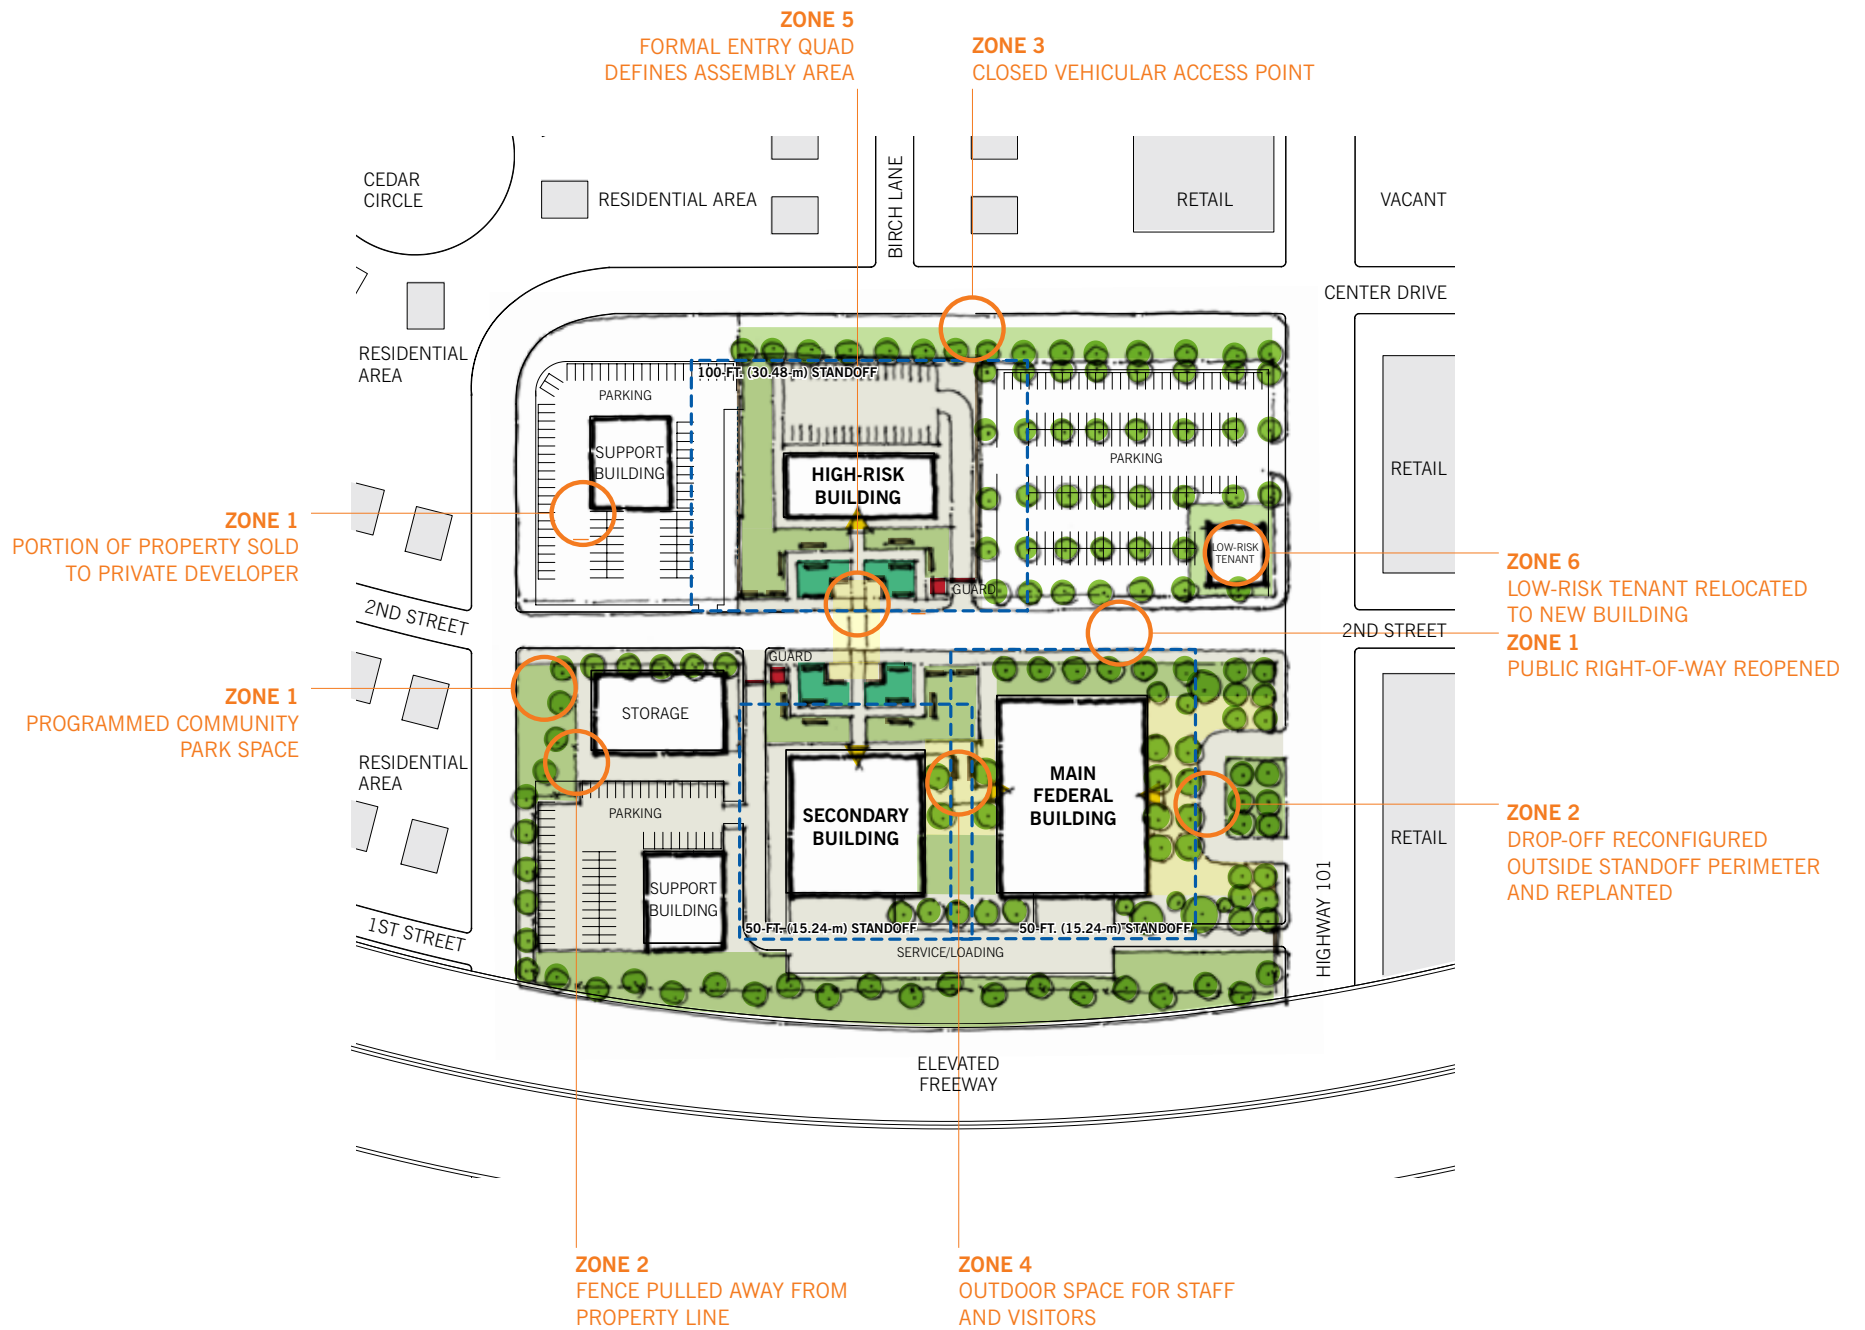 ZONE 5
FORMAL ENTRY QUAD
DEFINES ASSEMBLY AREA
ZONE 3
CLOSED VEHICULAR ACCESS POINT
CEDAR
CIRCLE
RESIDENTIAL AREA
BIRCH LANE
RETAIL
VACANT
CENTER DRIVE
RESIDENTIAL
AREA
100-FT. (30.48-m) STANDOFF
PARKING
SUPPORT
BUILDING
HIGH-RISK
BUILDING
PARKING
RETAIL
ZONE 1
PORTION OF PROPERTY SOLD
TO PRIVATE DEVELOPER
LOW-RISK
TENANT
ZONE 6
LOW-RISK TENANT RELOCATED
TO NEW BUILDING
GUARD
2ND STREET
2ND STREET
ZONE 1
PUBLIC RIGHT-OF-WAY REOPENED
GUARD
ZONE 1
PROGRAMMED COMMUNITY
PARK SPACE
STORAGE
RESIDENTIAL
AREA
PARKING
SECONDARY
BUILDING
MAIN
FEDERAL
BUILDING
RETAIL
ZONE 2
DROP-OFF RECONFIGURED
OUTSIDE STANDOFF PERIMETER
AND REPLANTED
SUPPORT
BUILDING
1ST STREET
50-FT. (15.24-m) STANDOFF
50-FT. (15.24-m) STANDOFF
HIGHWAY 101
SERVICE/LOADING
ELEVATED
FREEWAY
ZONE 2
FENCE PULLED AWAY FROM
PROPERTY LINE
ZONE 4
OUTDOOR SPACE FOR STAFF
AND VISITORS